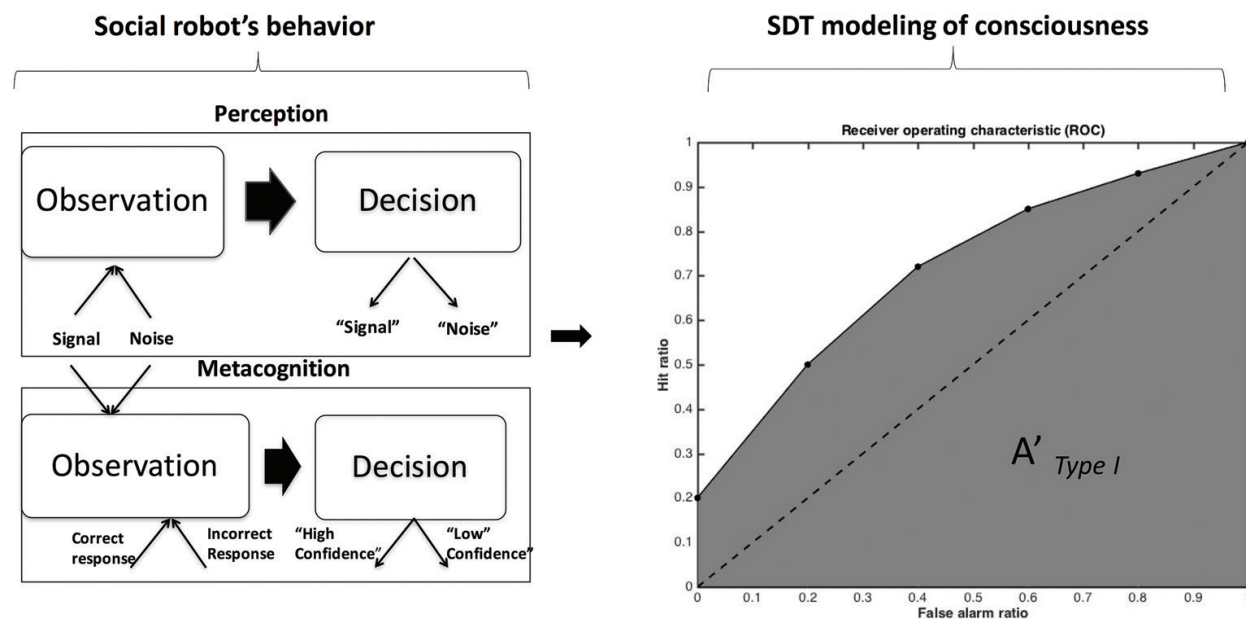 Social robot's behavior
SDT modeling of consciousness
Perception
Observation
Decision
Signal
Noise
“Signal”
“Noise”
Metacognition
Observation
Decision
Correct
response
Incorrect
Response
“High
Confidence”
“Low”
Confidence”
Receiver operating characteristic (ROC)
1
0.9
0.8
0.7
0.6
0.5
0.4
0.3
0.2
0.1
0
Hit ratio
A’ Type I
0 0.1 0.2 0.3 0.4 0.5 0.6 0.7 0.8 0.9
False alarm ratio